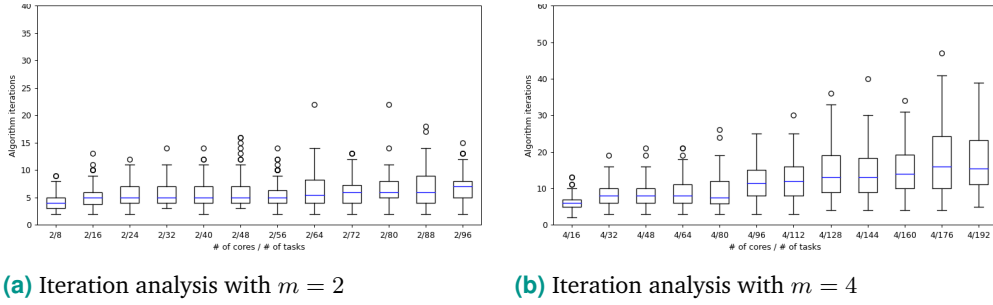 40
35
30
25
20
15
10
5
0
Algorithm iterations
2/8 2/16 2/24 2/32 2/40 2/48 2/56 2/64 2/72 2/80 2/88 2/96
# of cores / # of tasks
(a) Iteration analysis with m = 2
60
50
40
30
20
10
0
Algorithm iterations
4/16 4/32 4/48 4/64 4/80 4/96 4/112 4/128 4/144 4/160 4/176 4/192
# of cores / # of tasks
(b) Iteration analysis with m = 4